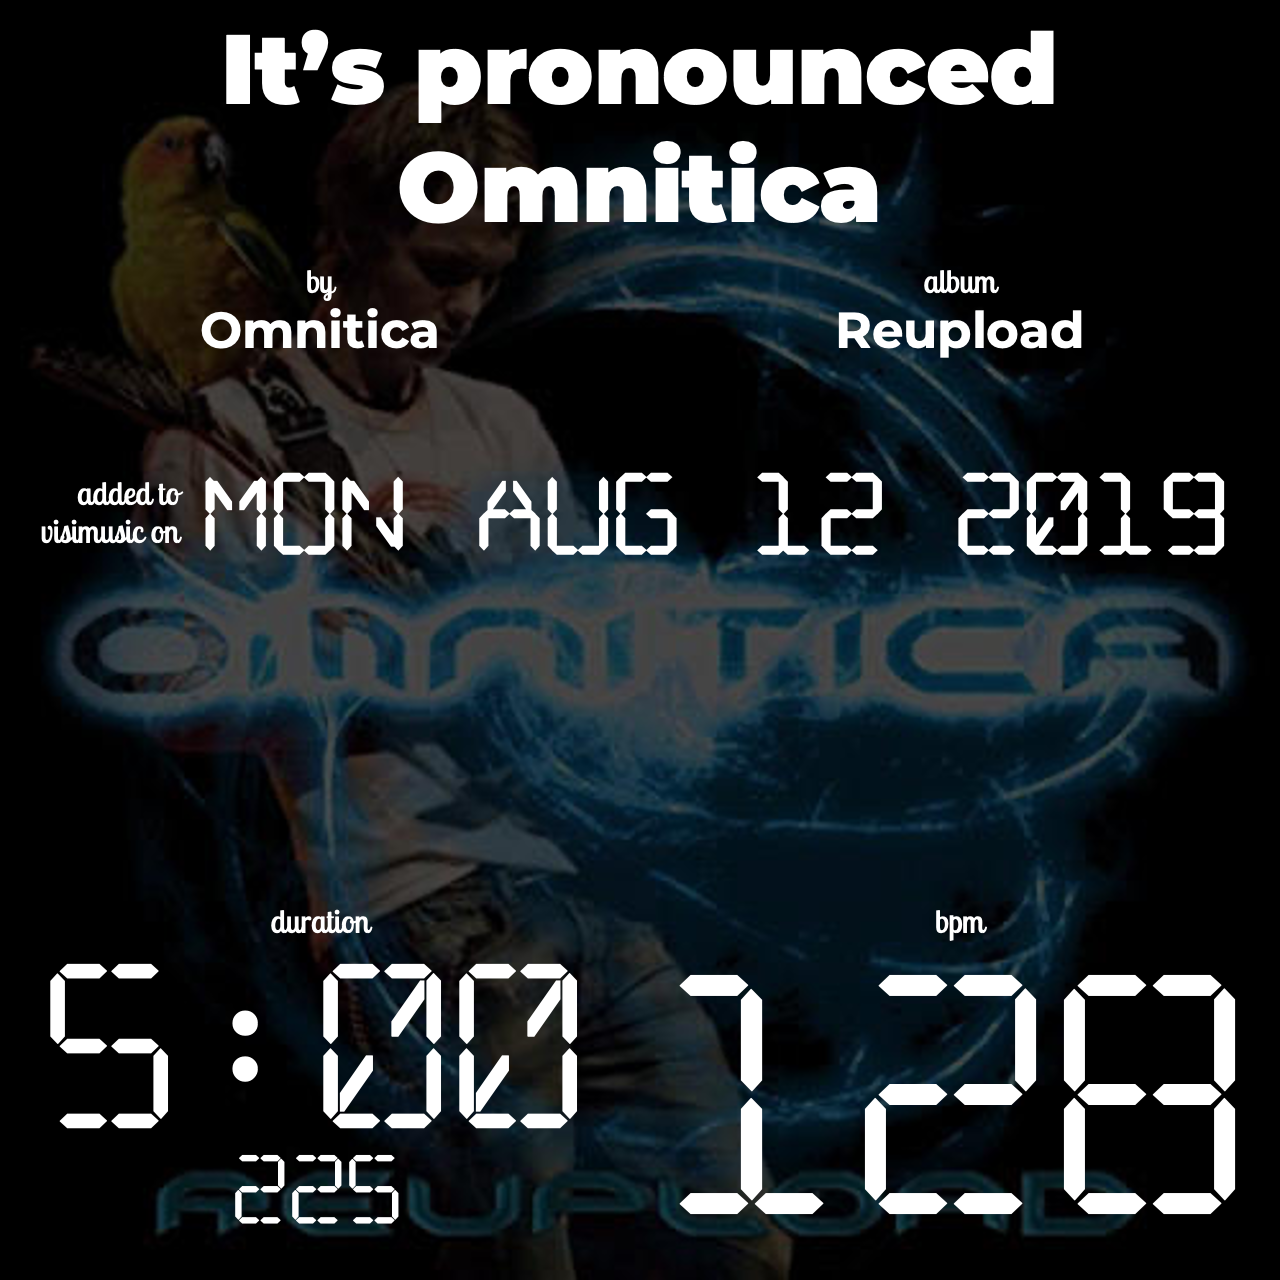 It’s pronounced
Omnitica
by
Omnitica
album
Reupload
added to
visimusic on
MON AUG 12 2019
OMNITICA
duration
5:00
225
bpm
128
REUPLOAD